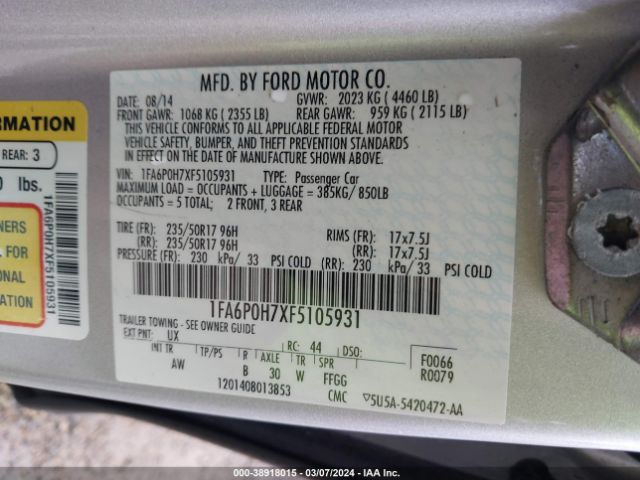 ORMATION
REAR: 3
0 lbs.
NERS
L FOR
ONAL
ATION
1FA6P0H7XF5105931
MFD. BY FORD MOTOR CO.
DATE: 08/14 GVWR: 2023 KG ( 4460 LB)
FRONT GAWR: 1068 KG ( 2355 LB) REAR GAWR: 959 KG ( 2115 LB)
THIS VEHICLE CONFORMS TO ALL APPLICABLE FEDERAL MOTOR
VEHICLE SAFETY, BUMPER, AND THEFT PREVENTION STANDARDS
IN EFFECT ON THE DATE OF MANUFACTURE SHOWN ABOVE.
VIN: 1FA6P0H7XF5105931 TYPE: Passenger Car
MAXIMUM LOAD = OCCUPANTS + LUGGAGE = 385KG/ 850LB
OCCUPANTS = 5 TOTAL; 2 FRONT, 3 REAR
TIRE (FR): 235/50R17 96H RIMS (FR): 17x7.5J
(RR): 235/50R17 96H (RR): 17x7.5J
PRESSURE (FR): 230 kPa/ 33 PSI COLD (RR): 230 kPa/ 33 PSI COLD
1FA6P0H7XF5105931
TRAILER TOWING - SEE OWNER GUIDE
EXT PNT: UX RC: 44 DSO: F0066
INT TR TP/PS R AXLE TR SPR R0079
AW B 30 W FFGG
1201408013853 CMC 5U5A-5420472-AA
000-38918015 - 03/07/2024 - IAA Inc.